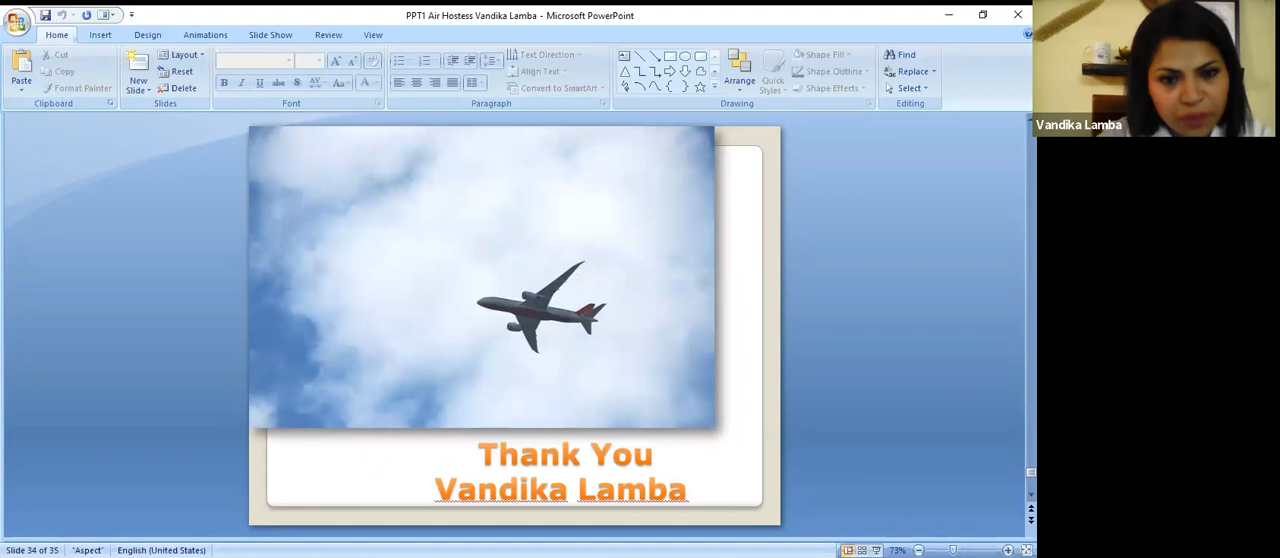 PPT1 Air Hostess Vandika Lamba - Microsoft PowerPoint
Home Insert Design Animations Slide Show Review View
Paste
Cut
Copy
Format Painter
Clipboard
New Slide
Layout
Reset
Delete
Slides
B I U abc S AV Aa A
Font
Text Direction
Align Text
Convert to SmartArt
Paragraph
Arrange
Quick Styles
Shape Fill
Shape Outline
Shape Effects
Drawing
Find
Replace
Select
Editing
Vandika Lamba
Thank You
Vandika Lamba
Slide 34 of 35 "Aspect" English (United States) 73%